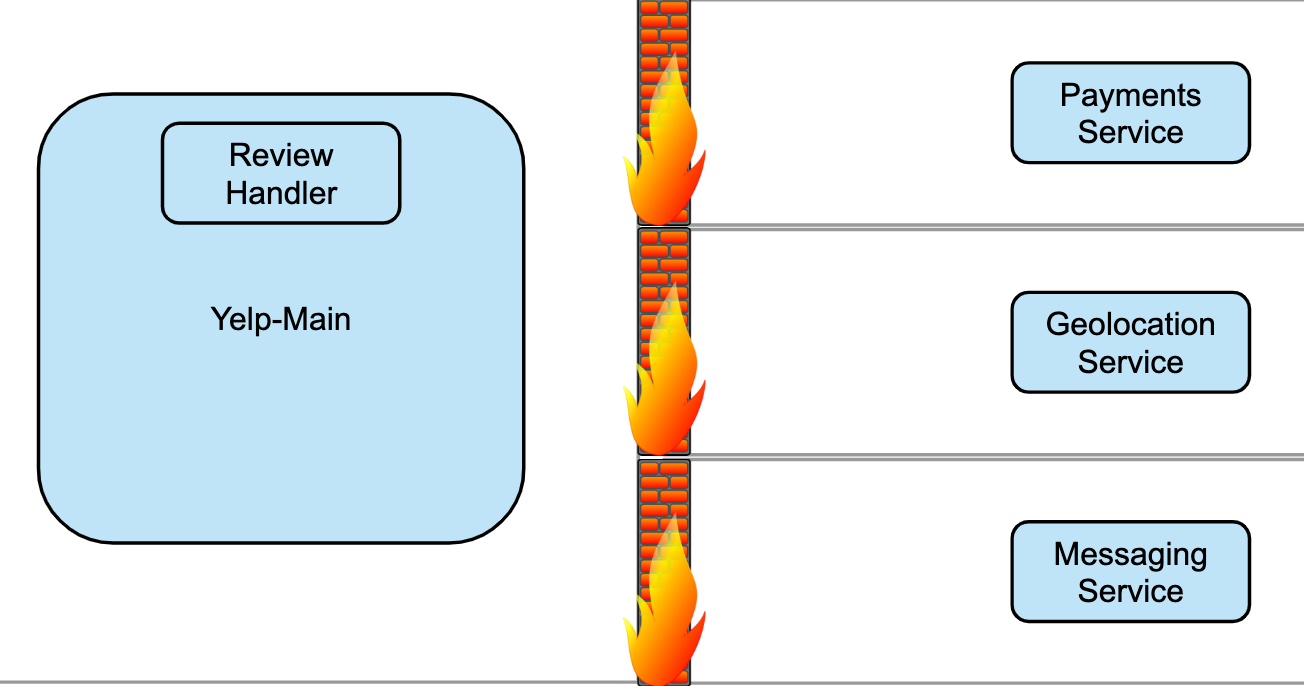 Review
Handler
Yelp-Main
Payments
Service
Geolocation
Service
Messaging
Service